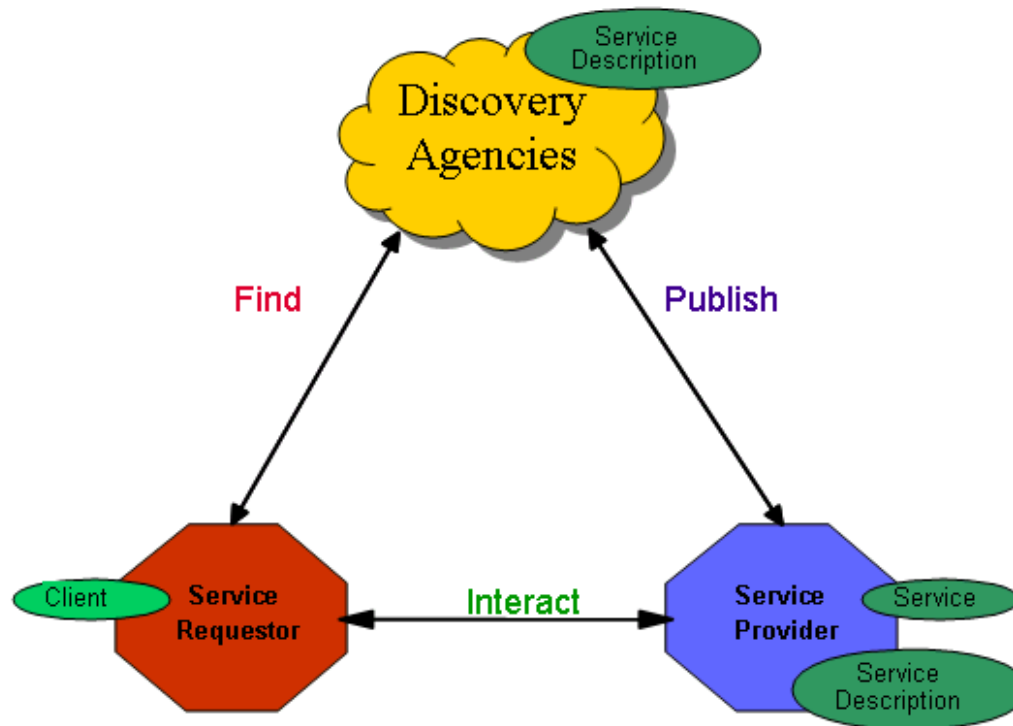 Service
Description
Discovery
Agencies
Find
Publish
Client
Service
Requestor
Interact
Service
Provider
Service
Service
Description